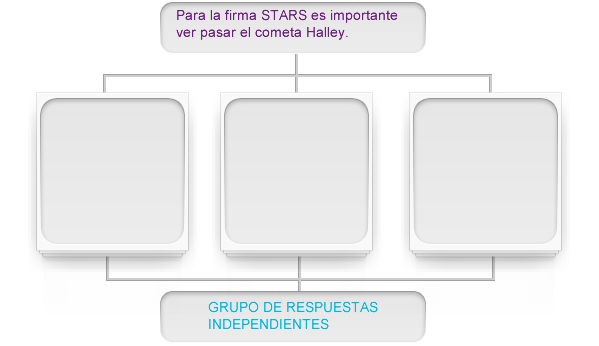 Para la firma STARS es importante
ver pasar el cometa Halley.
GRUPO DE RESPUESTAS
INDEPENDIENTES